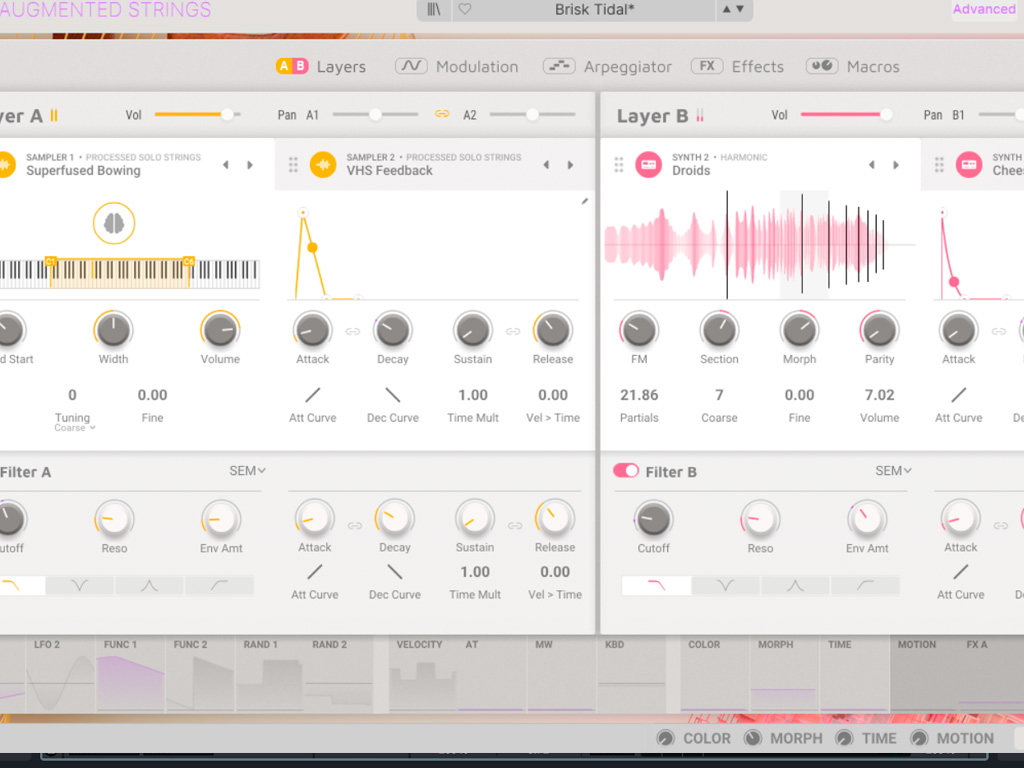 AUGMENTED STRINGS
Brisk Tidal*
Advanced
A B Layers
Modulation
Arpeggiator
FX Effects
Macros
yer A
Vol
Pan A1
A2
Layer B
Vol
Pan B1
SAMPLER 1 • PROCESSED SOLO STRINGS
Superfused Bowing
SAMPLER 2 • PROCESSED SOLO STRINGS
VHS Feedback
SYNTH 2 • HARMONIC
Droids
SYNTH
Chees
C1
C6
d Start
Width
Volume
Attack
Decay
Sustain
Release
FM
Section
Morph
Parity
Attack
0
0.00
1.00
0.00
21.86
7
0.00
7.02
Tuning
Coarse
Fine
Att Curve
Dec Curve
Time Mult
Vel > Time
Partials
Coarse
Fine
Volume
Att Curve
De
Filter A
SEM
Filter B
SEM
utoff
Reso
Env Amt
Attack
Decay
Sustain
Release
Cutoff
Reso
Env Amt
Attack
1.00
0.00
Att Curve
Dec Curve
Time Mult
Vel > Time
Att Curve
De
LFO 2
FUNC 1
FUNC 2
RAND 1
RAND 2
VELOCITY
AT
MW
KBD
COLOR
MORPH
TIME
MOTION
FX A
COLOR
MORPH
TIME
MOTION